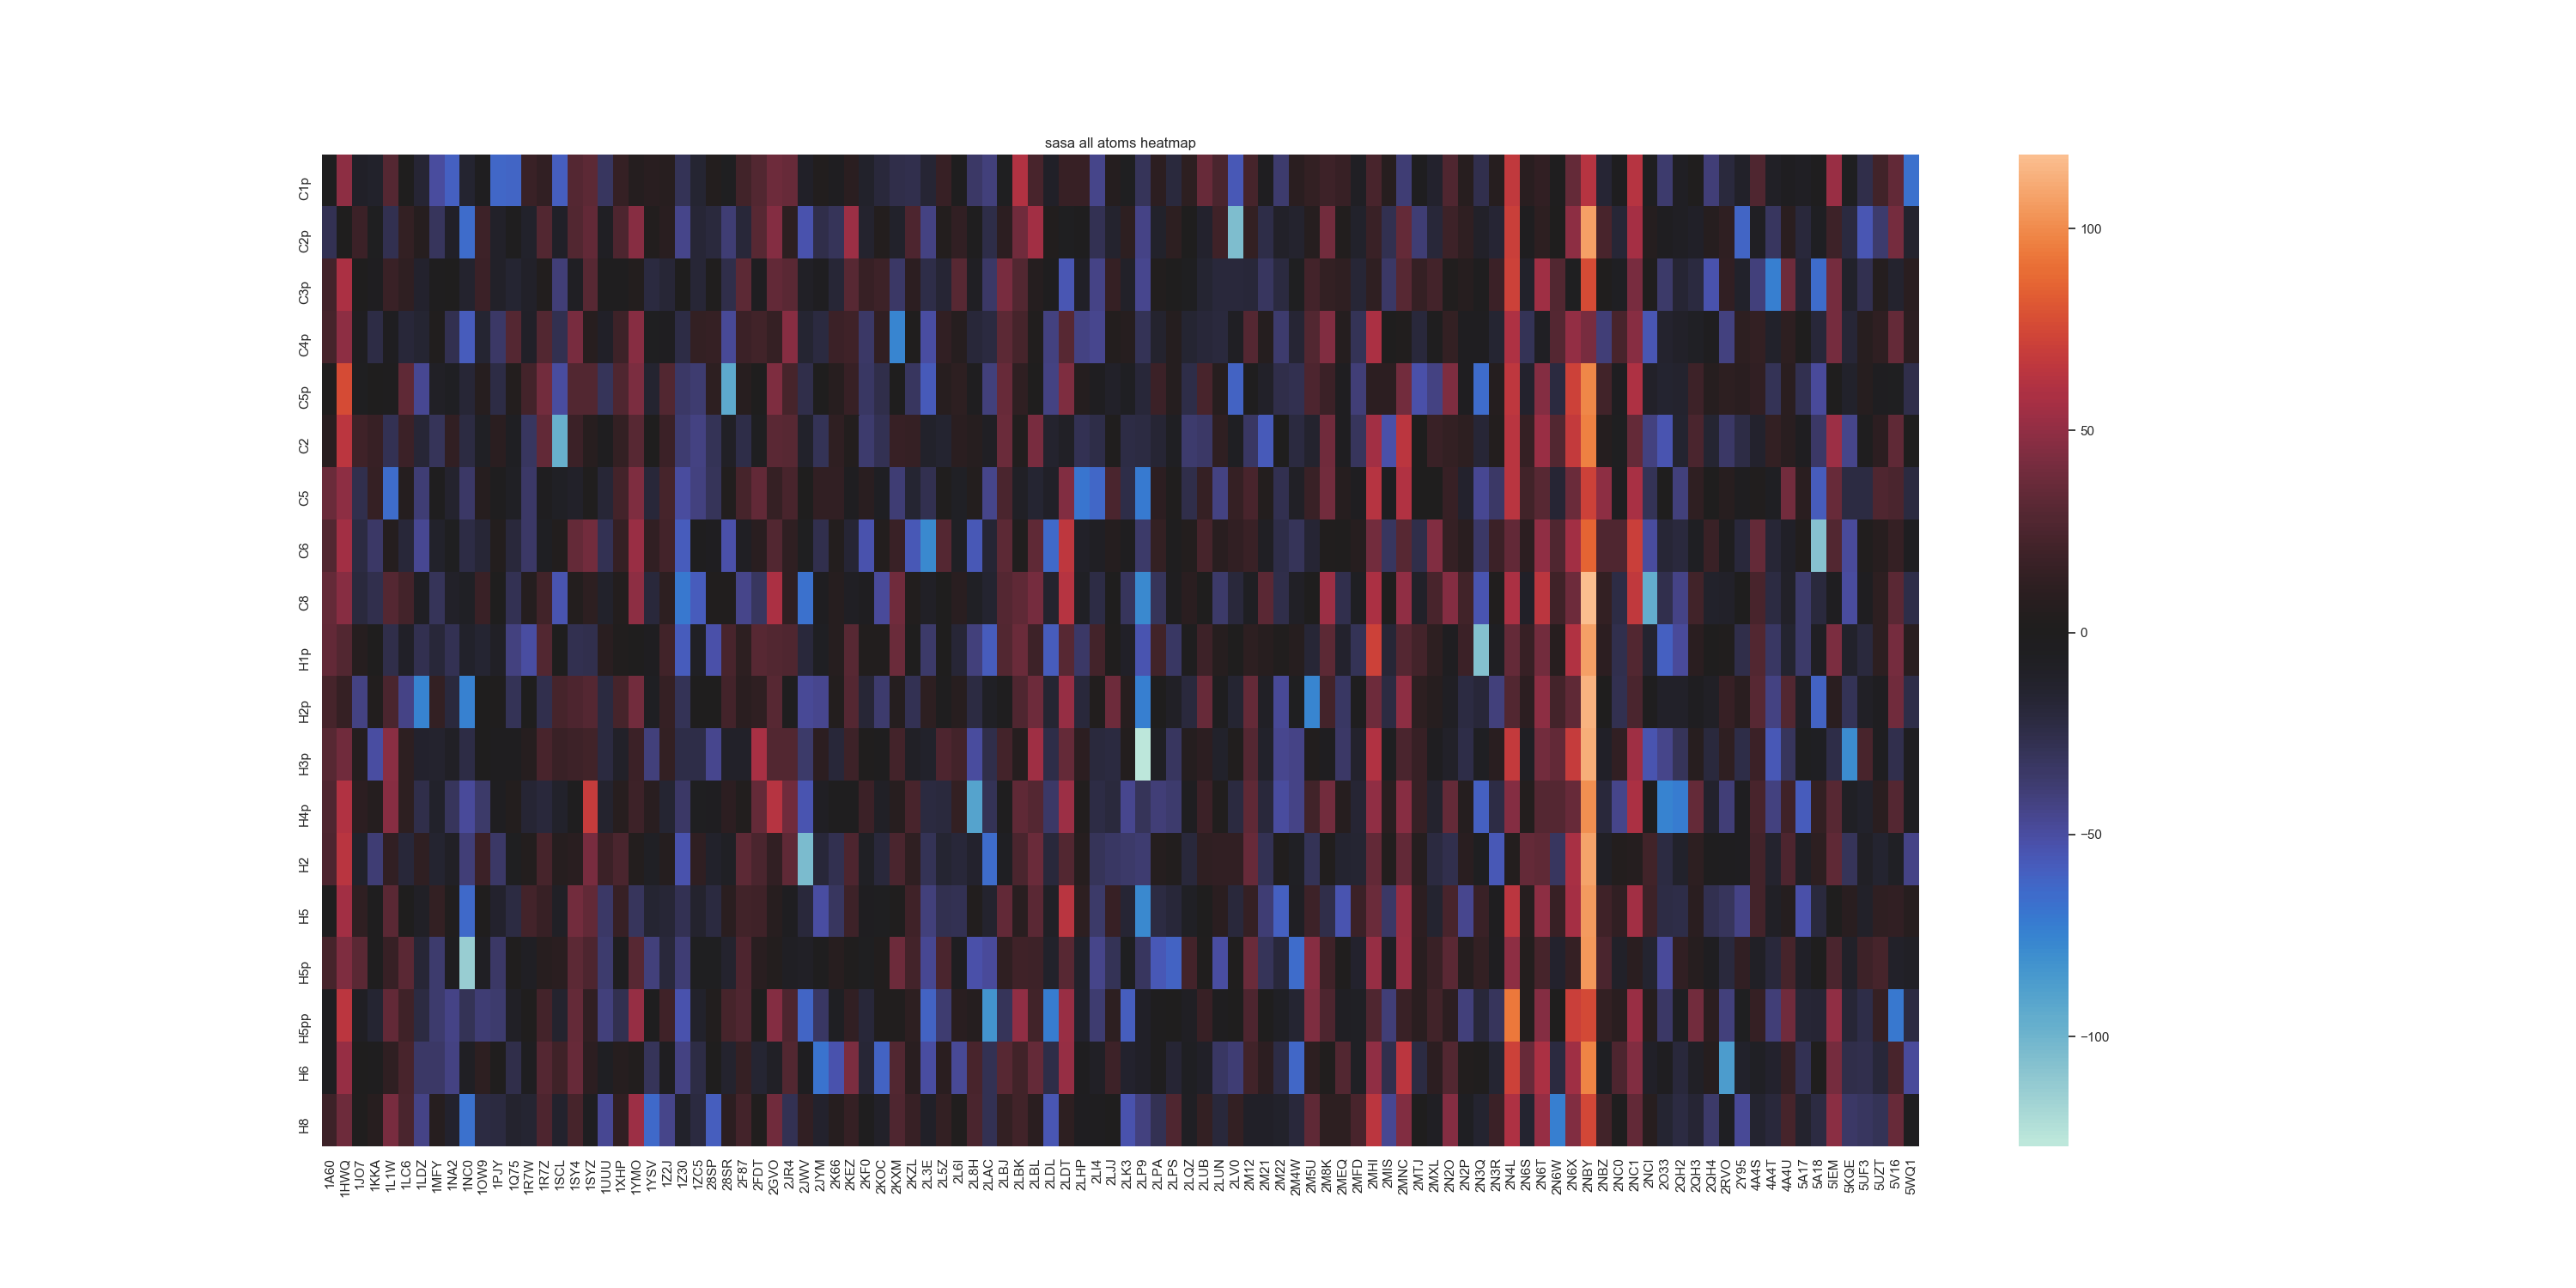 sasa all atoms heatmap
C1p
C2p
C3p
C4p
C5p
C2
C5
C6
C8
H1p
H2p
H3p
H4p
H2
H5
H5p
H5pp
H6
H8
1A60
1HWQ
1JO7
1KKA
1L1W
1LC6
1LDZ
1MFY
1NA2
1NC0
1OW9
1PJY
1Q75
1R7W
1R7Z
1SCL
1SY4
1SYZ
1UUU
1XHP
1YMO
1YSV
1Z2J
1Z30
1ZC5
28SP
28SR
2F87
2FDT
2GVO
2JR4
2JWV
2JYM
2K66
2KEZ
2KF0
2KOC
2KXM
2KZL
2L3E
2L5Z
2L6I
2L8H
2LAC
2LBJ
2LBK
2LBL
2LDL
2LDT
2LHP
2LI4
2LJJ
2LK3
2LP9
2LPA
2LPS
2LQZ
2LUB
2LUN
2LV0
2M12
2M21
2M22
2M4W
2M5U
2M8K
2MEQ
2MFD
2MHI
2MIS
2MNC
2MTJ
2MXL
2N2O
2N2P
2N3Q
2N3R
2N4L
2N6S
2N6T
2N6W
2N6X
2NBY
2NBZ
2NC0
2NC1
2NCI
2O33
2QH2
2QH3
2QH4
2RVO
2Y95
4A4S
4A4T
4A4U
5A17
5A18
5IEM
5KQE
5UF3
5UZT
5V16
5WQ1
100
50
0
−50
−100